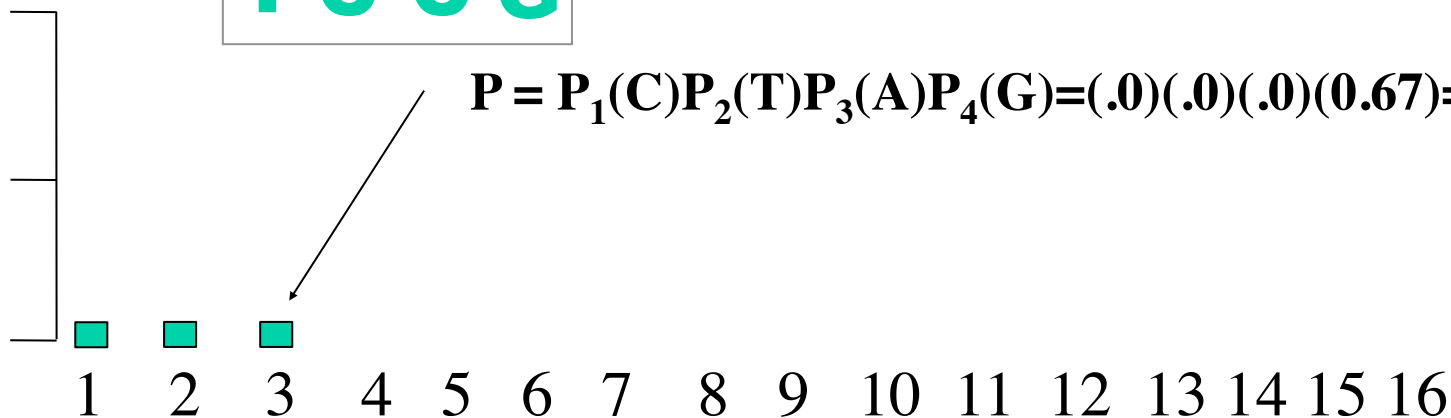 P = P₁(C)P₂(T)P₃(A)P₄(G)=(.0)(.0)(.0)(0.67)=
1 2 3 4 5 6 7 8 9 10 11 12 13 14 15 16